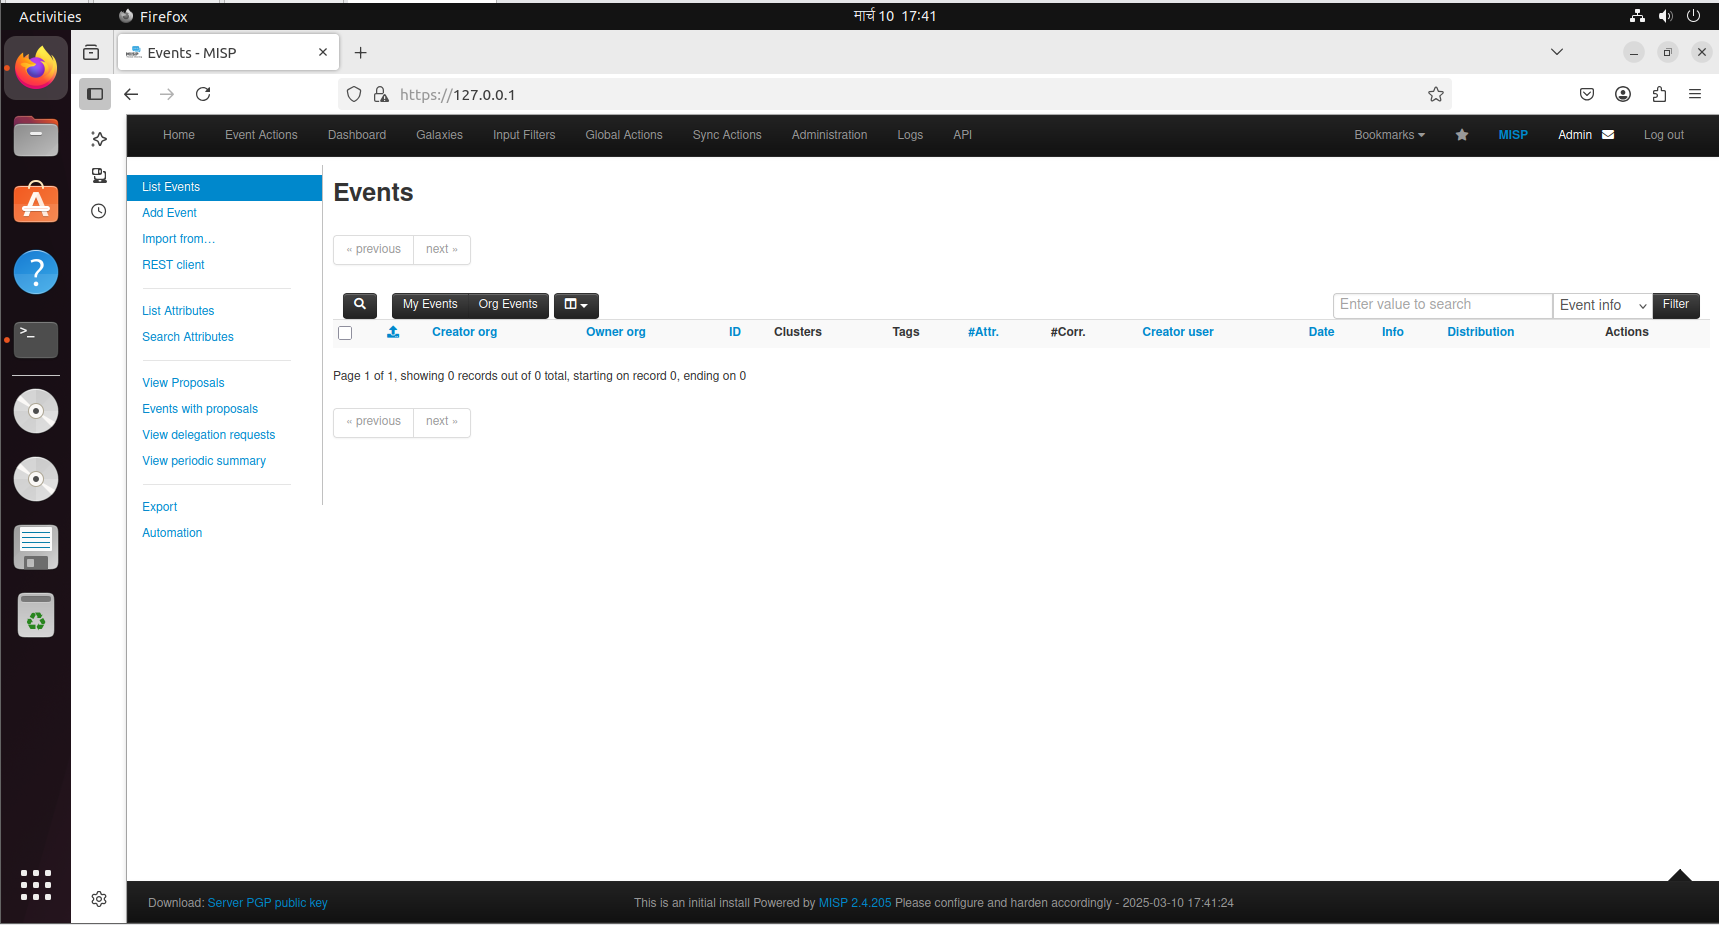 Activities Firefox मार्च 10 17:41
Events - MISP
https://127.0.0.1
Home Event Actions Dashboard Galaxies Input Filters Global Actions Sync Actions Administration Logs API Bookmarks MISP Admin Log out
List Events
Add Event
Import from…
REST client
List Attributes
Search Attributes
View Proposals
Events with proposals
View delegation requests
View periodic summary
Export
Automation
Events
« previous next »
My Events Org Events Enter value to search Event info Filter
Creator org Owner org ID Clusters Tags #Attr. #Corr. Creator user Date Info Distribution Actions
Page 1 of 1, showing 0 records out of 0 total, starting on record 0, ending on 0
« previous next »
Download: Server PGP public key This is an initial install Powered by MISP 2.4.205 Please configure and harden accordingly - 2025-03-10 17:41:24